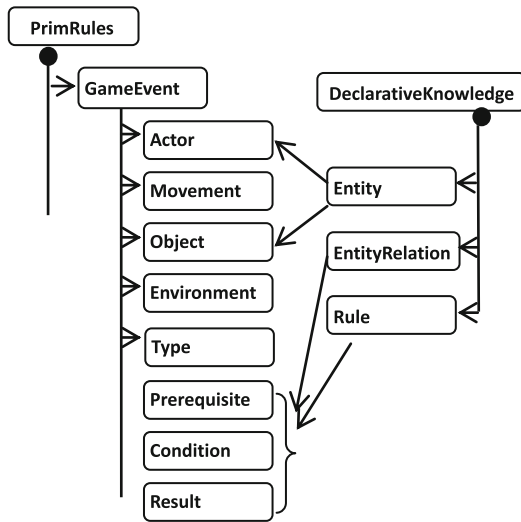 PrimRules
GameEvent
DeclarativeKnowledge
Actor
Movement
Entity
Object
EntityRelation
Environment
Rule
Type
Prerequisite
Condition
Result